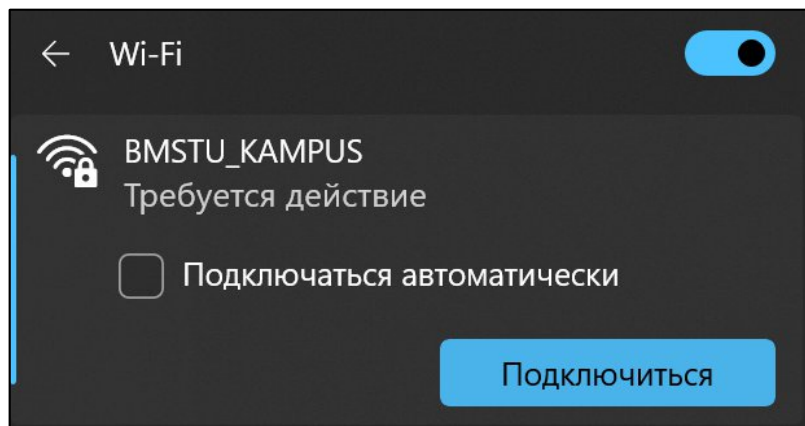 Wi-Fi
BMSTU_KAMPUS
Требуется действие
Подключаться автоматически
Подключиться